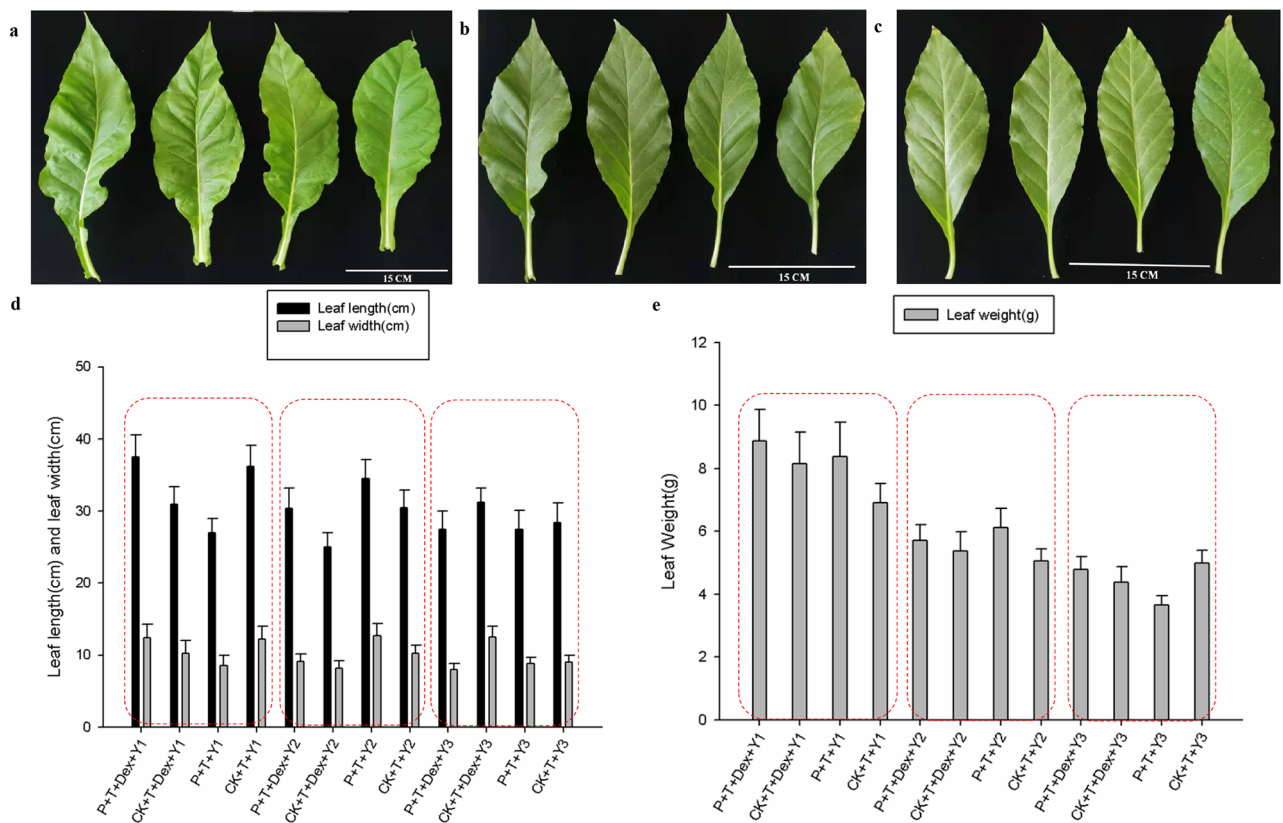 a
b
c
15 CM
15 CM
15 CM
d
Leaf length(cm)
Leaf width(cm)
Leaf length(cm) and leaf width(cm)
50
40
30
20
10
0
P+T+Dex+Y1
CK+T+Dex+Y1
P+T+Y1
CK+T+Y1
P+T+Dex+Y2
CK+T+Dex+Y2
P+T+Y2
CK+T+Y2
P+T+Dex+Y3
CK+T+Dex+Y3
P+T+Y3
CK+T+Y3
e
Leaf weight(g)
Leaf Weight(g)
12
10
8
6
4
2
0
P+T+Dex+Y1
CK+T+Dex+Y1
P+T+Y1
CK+T+Y1
P+T+Dex+Y2
CK+T+Dex+Y2
P+T+Y2
CK+T+Y2
P+T+Dex+Y3
CK+T+Dex+Y3
P+T+Y3
CK+T+Y3